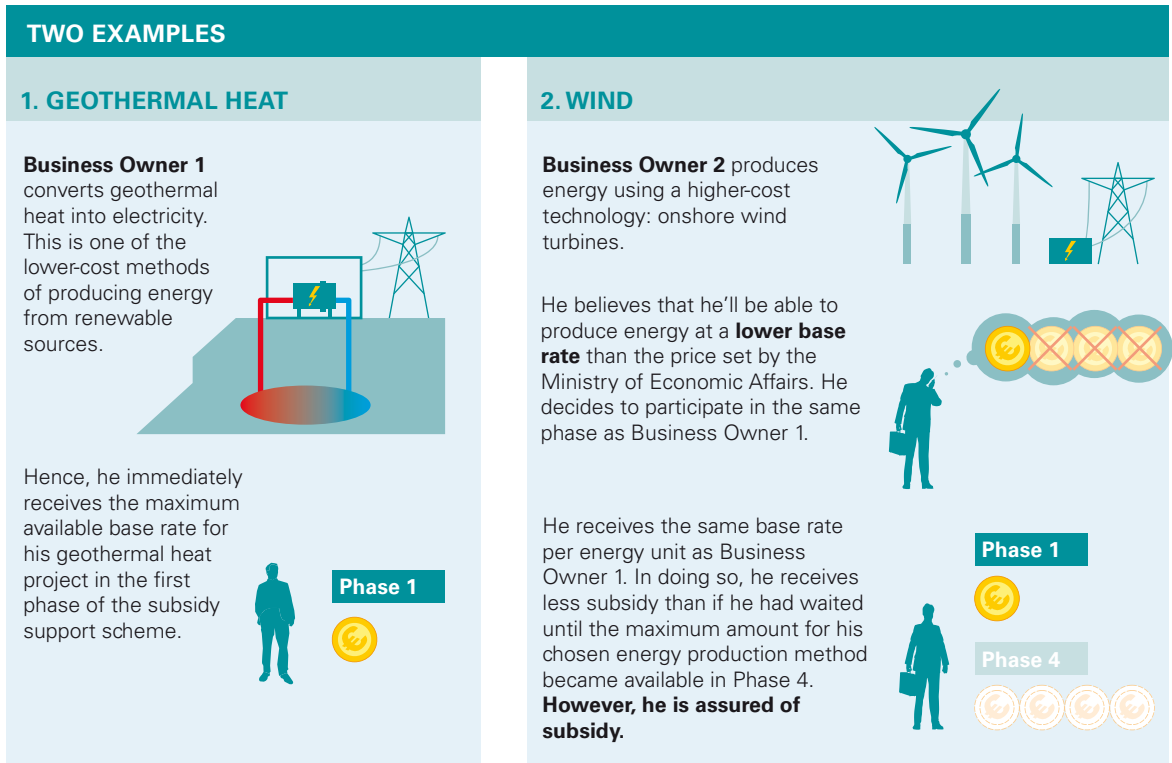 TWO EXAMPLES
1. GEOTHERMAL HEAT
Business Owner 1
converts geothermal
heat into electricity.
This is one of the
lower-cost methods
of producing energy
from renewable
sources.
Hence, he immediately
receives the maximum
available base rate for
his geothermal heat
project in the first
phase of the subsidy
support scheme.
Phase 1
2. WIND
Business Owner 2 produces
energy using a higher-cost
technology: onshore wind
turbines.
He believes that he’ll be able to
produce energy at a lower base
rate than the price set by the
Ministry of Economic Affairs. He
decides to participate in the same
phase as Business Owner 1.
He receives the same base rate
per energy unit as Business
Owner 1. In doing so, he receives
less subsidy than if he had waited
until the maximum amount for his
chosen energy production method
became available in Phase 4.
However, he is assured of
subsidy.
Phase 1
Phase 4